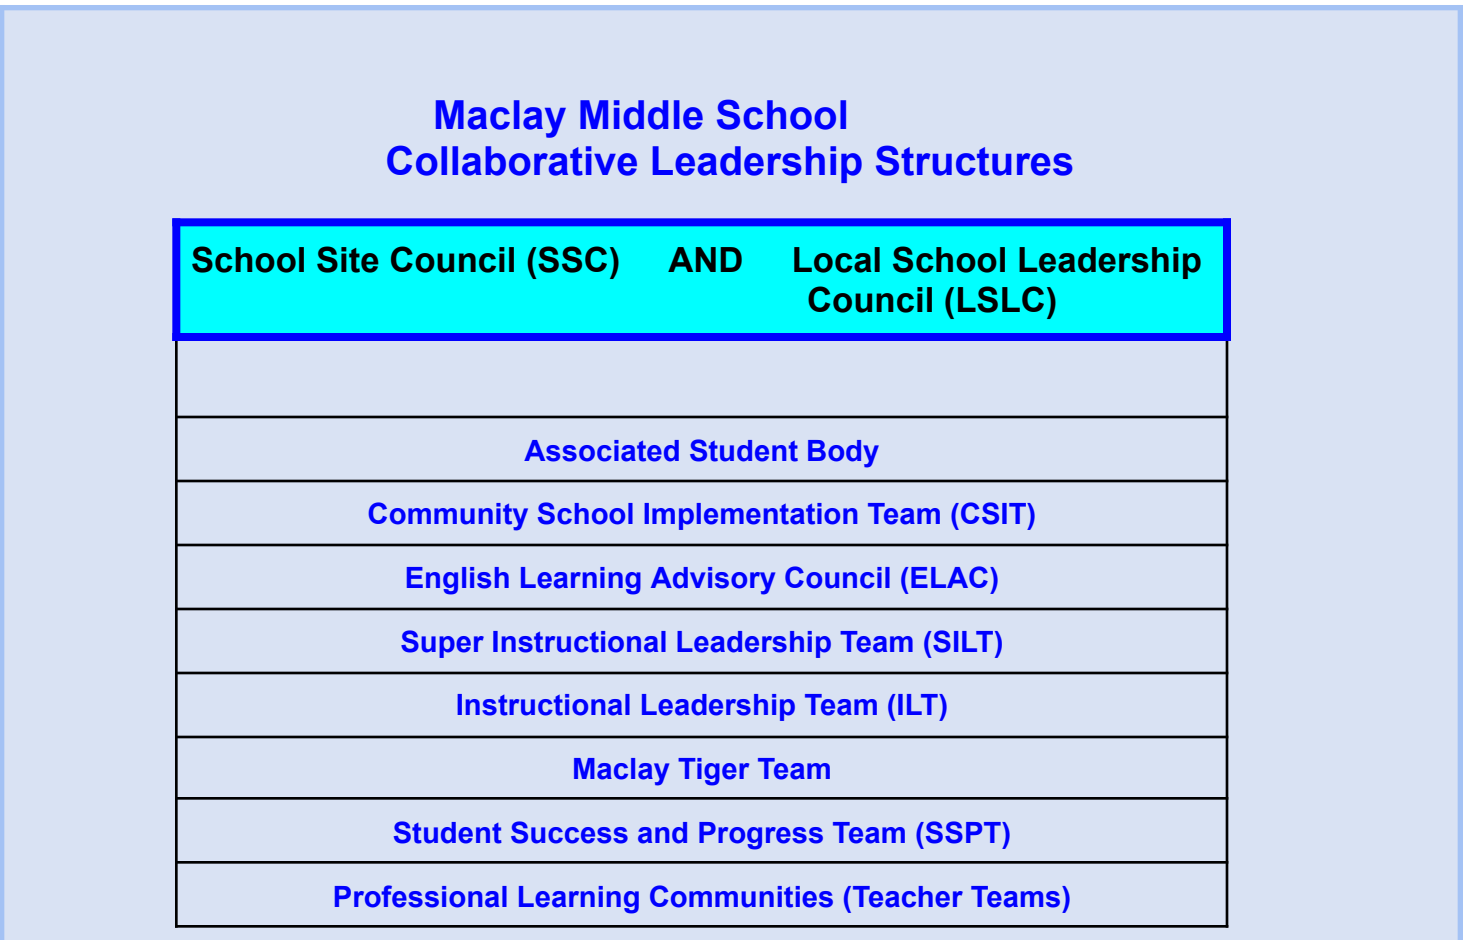 Maclay Middle School
Collaborative Leadership Structures
School Site Council (SSC) AND Local School Leadership
Council (LSLC)
Associated Student Body
Community School Implementation Team (CSIT)
English Learning Advisory Council (ELAC)
Super Instructional Leadership Team (SILT)
Instructional Leadership Team (ILT)
Maclay Tiger Team
Student Success and Progress Team (SSPT)
Professional Learning Communities (Teacher Teams)